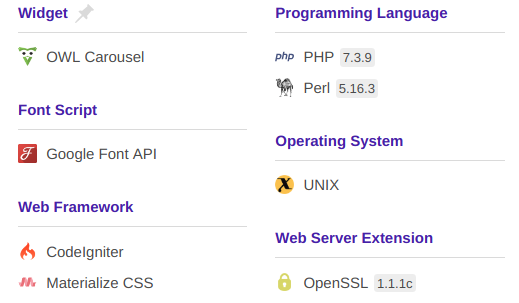 Widget
OWL Carousel
Font Script
Google Font API
Web Framework
CodeIgniter
Materialize CSS
Programming Language
php PHP 7.3.9
Perl 5.16.3
Operating System
UNIX
Web Server Extension
OpenSSL 1.1.1c